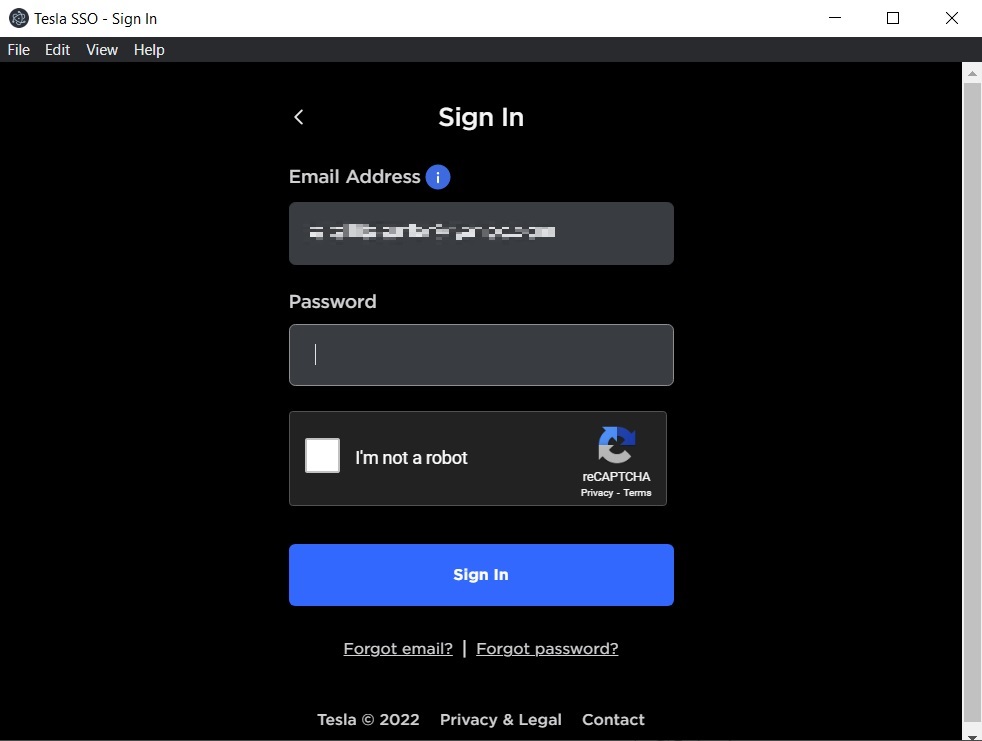 Tesla SSO - Sign In
File Edit View Help
Sign In
Email Address i
Password
I'm not a robot
reCAPTCHA
Privacy - Terms
Sign In
Forgot email? | Forgot password?
Tesla © 2022 Privacy & Legal Contact